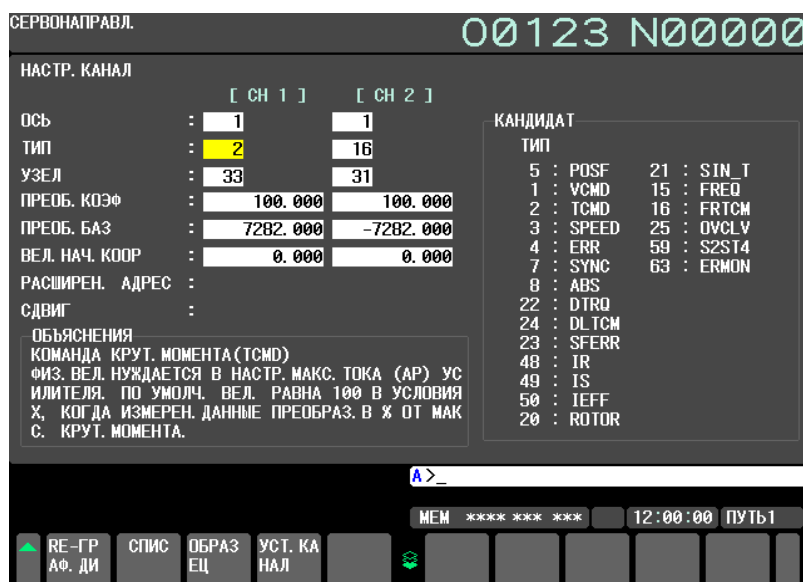 СЕРВОНАПРАВЛ. O0123 N00000
НАСТР. КАНАЛ
[ CH 1 ] [ CH 2 ]
ОСЬ : 1 1
ТИП : 2 16
УЗЕЛ : 33 31
ПРЕОБ. КОЭФ : 100.000 100.000
ПРЕОБ. БАЗ : 7282.000 -7282.000
ВЕЛ. НАЧ. КООР : 0.000 0.000
РАСШИРЕН. АДРЕС :
СДВИГ :
ОБЬЯСНЕНИЯ
КОМАНДА КРУТ. МОМЕНТА(TCMD)
ФИЗ. ВЕЛ. НУЖДАЕТСЯ В НАСТР. МАКС. ТОКА (AP) УС
ИЛИТЕЛЯ. ПО УМОЛЧ. ВЕЛ. РАВНА 100 В УСЛОВИЯ
Х, КОГДА ИЗМЕРЕН. ДАННЫЕ ПРЕОБРАЗ. В % ОТ МАК
С. КРУТ. МОМЕНТА.
КАНДИДАТ
ТИП
5 : POSF 21 : SIN_T
1 : VCMD 15 : FREQ
2 : TCMD 16 : FRTCM
3 : SPEED 25 : OVCLV
4 : ERR 59 : S2ST4
7 : SYNC 63 : ERMON
8 : ABS
22 : DTRQ
24 : DLTCM
23 : SFERR
48 : IR
49 : IS
50 : IEFF
20 : ROTOR
A >_
MEM **** *** *** 12:00:00 ПУТЬ1
RE-ГР СПИС ОБРАЗ УСТ. КА
АФ. ДИ ЕЦ НАЛ